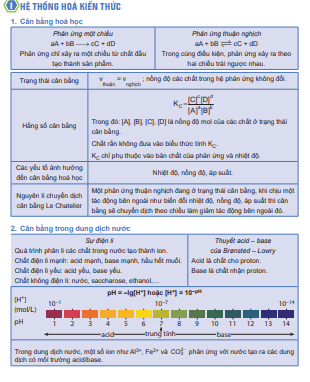 HỆ THỐNG HOÁ KIẾN THỨC
1. Cân bằng hoá học
Phản ứng một chiều
aA + bB ⟶ cC + dD
Phản ứng chỉ xảy ra một chiều từ chất đầu
tạo thành sản phẩm.
Phản ứng thuận nghịch
aA + bB ⇌ cC + dD
Trong cùng điều kiện, phản ứng xảy ra theo
hai chiều trái ngược nhau.
Trạng thái cân bằng
v thuận = v nghịch ; nồng độ các chất trong hệ phản ứng không đổi.
Hằng số cân bằng
K_C = [C]^c[D]^d / [A]^a[B]^b
Trong đó: [A], [B], [C], [D] là nồng độ mol của các chất ở trạng thái
cân bằng.
Chất rắn không đưa vào biểu thức tính K_C.
K_C chỉ phụ thuộc vào bản chất của phản ứng và nhiệt độ.
Các yếu tố ảnh hưởng
đến cân bằng hoá học
Nhiệt độ, nồng độ, áp suất.
Nguyên lí chuyển dịch
cân bằng Le Chatelier
Một phản ứng thuận nghịch đang ở trạng thái cân bằng, khi chịu một
tác động bên ngoài như biến đổi nhiệt độ, nồng độ, áp suất thì cân
bằng sẽ chuyển dịch theo chiều làm giảm tác động bên ngoài đó.
2. Cân bằng trong dung dịch nước
Sự điện li
Quá trình phân li các chất trong nước tạo thành ion.
Chất điện li mạnh: acid mạnh, base mạnh, hầu hết muối.
Chất điện li yếu: acid yếu, base yếu.
Chất không điện li: nước, saccharose, ethanol,...
Thuyết acid – base
của Brønsted – Lowry
Acid là chất cho proton.
Base là chất nhận proton.
pH = –lg[H⁺] hoặc [H⁺] = 10^–pH
[H⁺]
(mol/L)
10⁻¹ 10⁻⁷ 10⁻¹⁴
pH 1 2 3 4 5 6 7 8 9 10 11 12 13 14
acid trung tính base
Trong dung dịch nước, một số ion như Al³⁺, Fe³⁺ và CO₃²⁻ phản ứng với nước tạo ra các dung
dịch có môi trường acid/base.